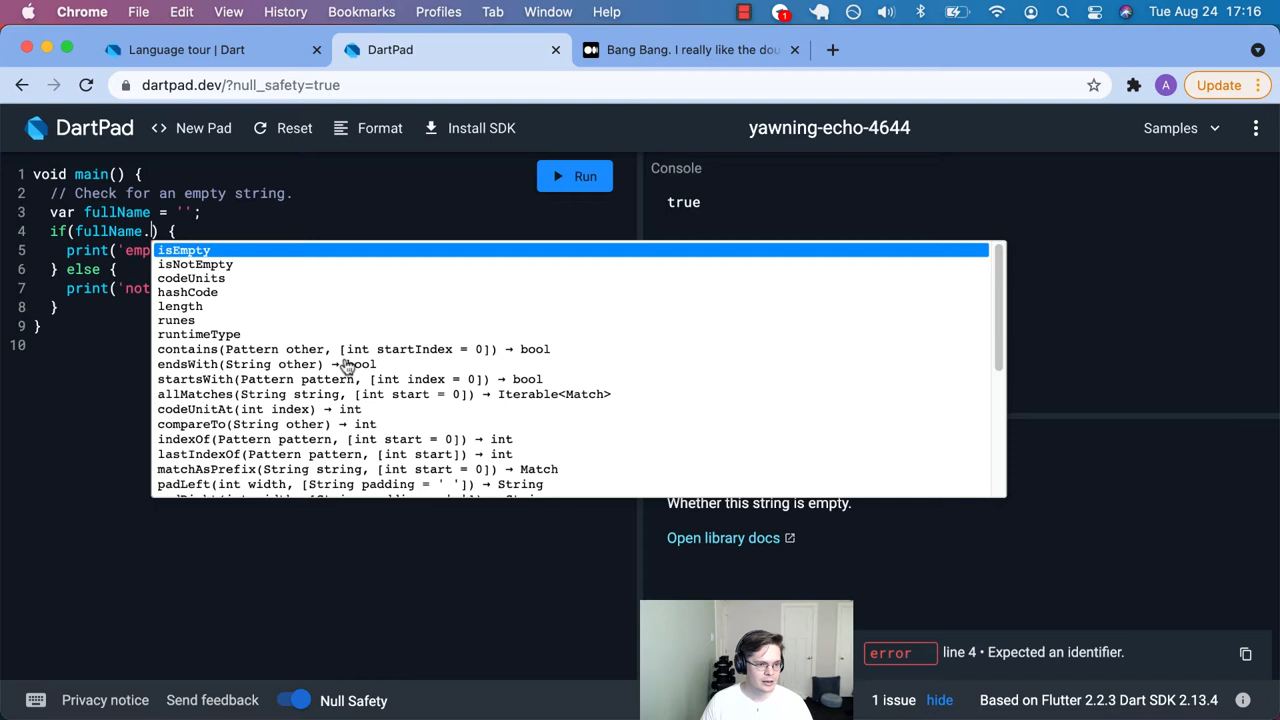 Chrome File Edit View History Bookmarks Profiles Tab Window Help 1 Tue Aug 24 17:16
Language tour | Dart DartPad Bang Bang. I really like the dou
dartpad.dev/?null_safety=true A Update
DartPad New Pad Reset Format Install SDK yawning-echo-4644 Samples
Run
Console
true
1 void main() {
2 // Check for an empty string.
3 var fullName = '';
4 if(fullName.) {
5 print('emp
6 } else {
7 print('not
8 }
9 }
10
isEmpty
isNotEmpty
codeUnits
hashCode
length
runes
runtimeType
contains(Pattern other, [int startIndex = 0]) → bool
endsWith(String other) → bool
startsWith(Pattern pattern, [int index = 0]) → bool
allMatches(String string, [int start = 0]) → Iterable<Match>
codeUnitAt(int index) → int
compareTo(String other) → int
indexOf(Pattern pattern, [int start = 0]) → int
lastIndexOf(Pattern pattern, [int start]) → int
matchAsPrefix(String string, [int start = 0]) → Match
padLeft(int width, [String padding = ' ']) → String
Whether this string is empty.
Open library docs
error line 4 • Expected an identifier.
Privacy notice Send feedback Null Safety 1 issue hide Based on Flutter 2.2.3 Dart SDK 2.13.4